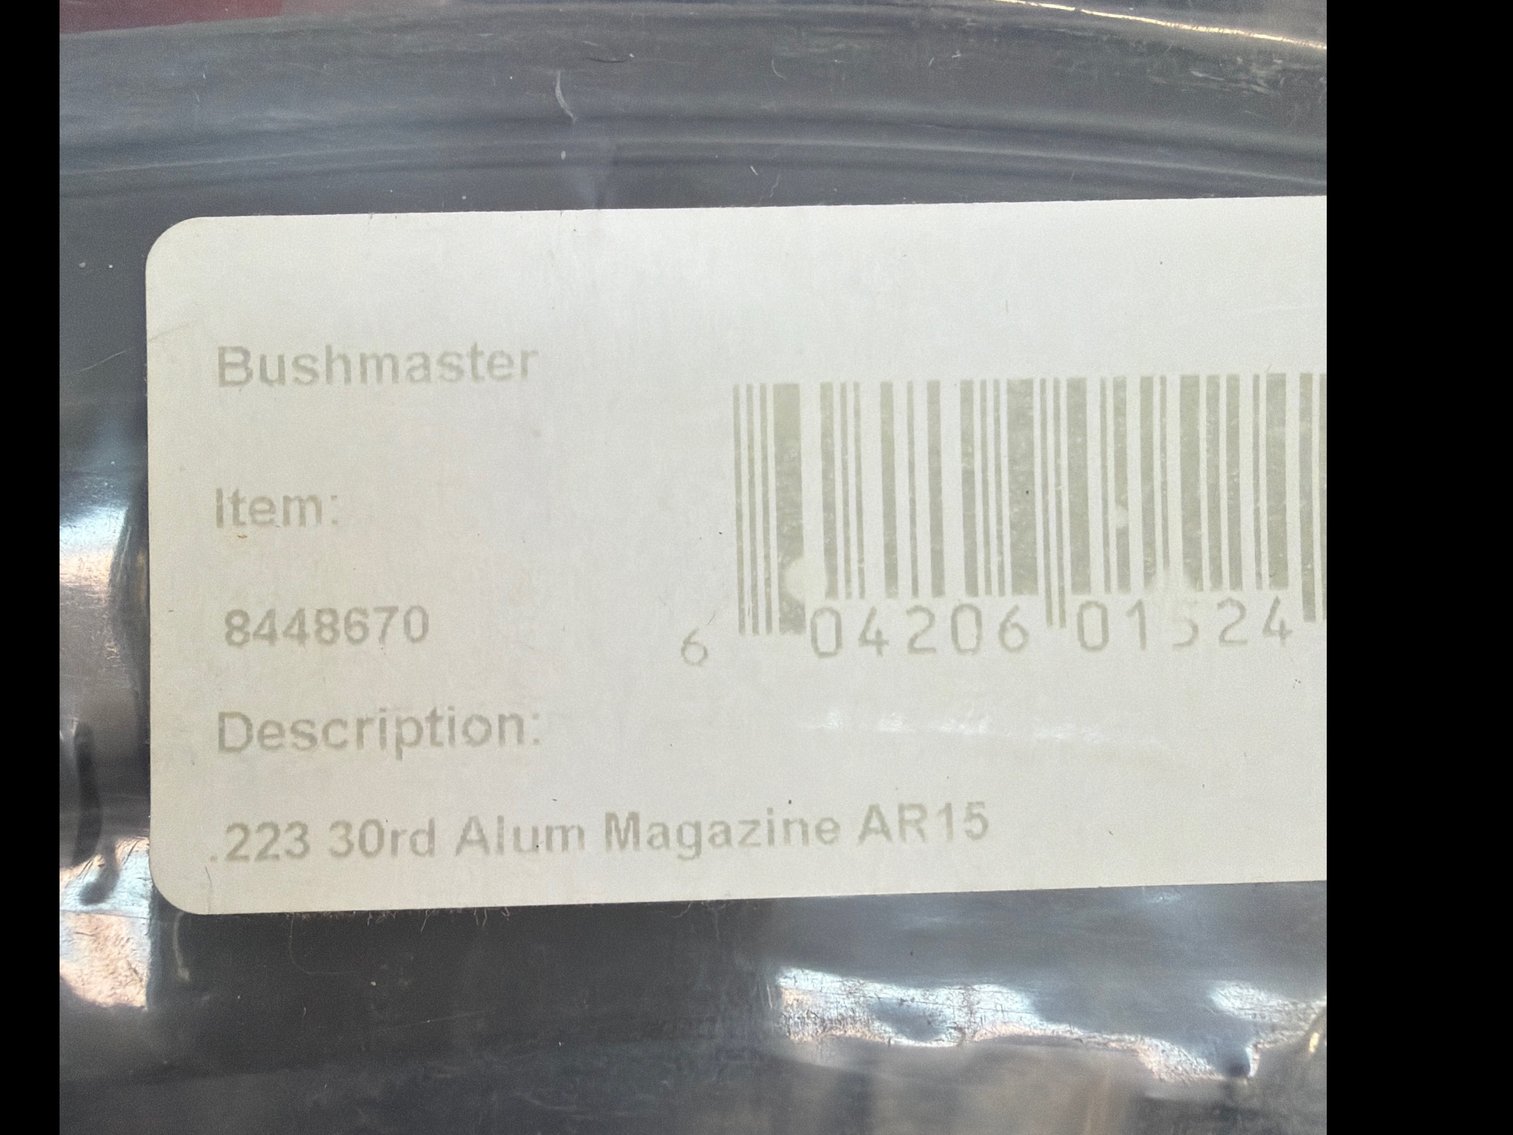 Bushmaster
Item:
8448670
6 04206 01524
Description:
.223 30rd Alum Magazine AR15